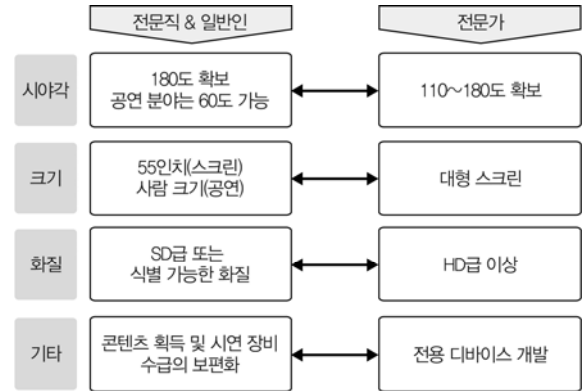 전문직 & 일반인
전문가
시야각
180도 확보
공연 분야는 60도 가능
110~180도 확보
크기
55인치(스크린)
사람 크기(공연)
대형 스크린
화질
SD급 또는
식별 가능한 화질
HD급 이상
기타
콘텐츠 획득 및 시연 장비
수급의 보편화
전용 디바이스 개발